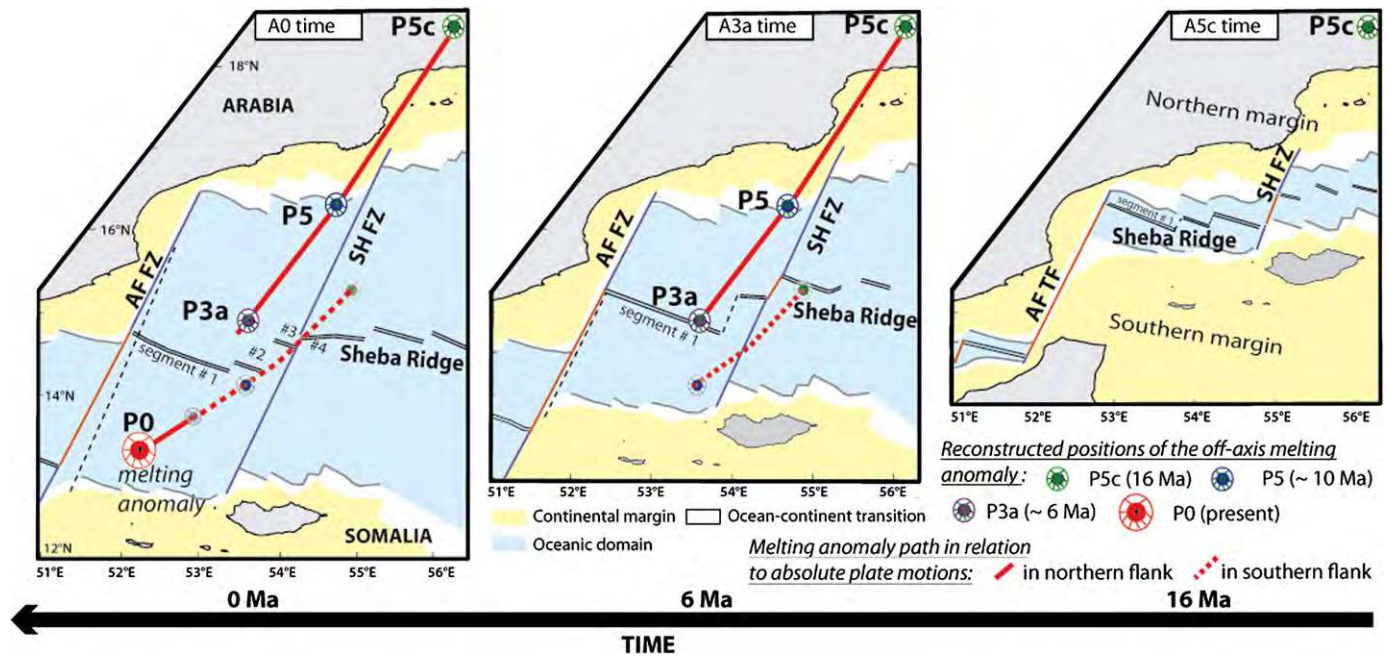 A0 time
P5c
18°N
ARABIA
P5
AF FZ
SH FZ
16°N
P3a
segment # 1
#2
#3
#4
Sheba Ridge
14°N
P0
melting
anomaly
SOMALIA
12°N
51°E 52°E 53°E 54°E 55°E 56°E
A3a time
P5c
P5
AF FZ
SH FZ
P3a
segment # 1
Sheba Ridge
51°E 52°E 53°E 54°E 55°E 56°E
A5c time
P5c
Northern margin
SH FZ
segment # 1
Sheba Ridge
AF TF
Southern margin
51°E 52°E 53°E 54°E 55°E 56°E
Continental margin Ocean-continent transition
Oceanic domain
Reconstructed positions of the off-axis melting
anomaly : P5c (16 Ma) P5 (~ 10 Ma)
P3a (~ 6 Ma) P0 (present)
Melting anomaly path in relation
to absolute plate motions: in northern flank in southern flank
0 Ma 6 Ma 16 Ma
TIME